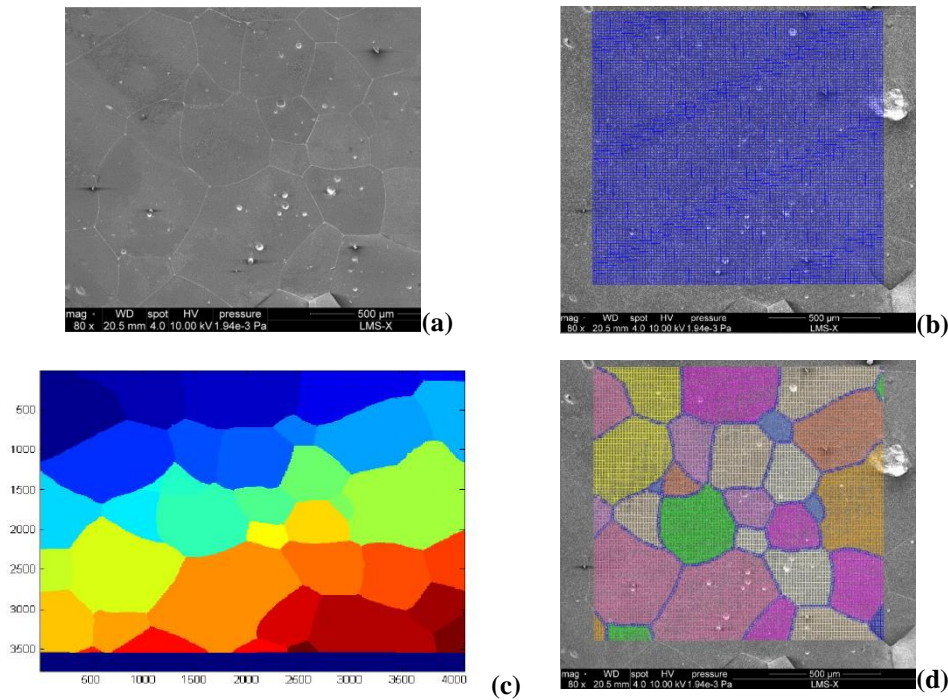 mag · WD spot HV pressure 500 µm
80 x 20.5 mm 4.0 10.00 kV 1.94e-3 Pa LMS-X
(a)
mag · WD spot HV pressure 500 µm
80 x 20.5 mm 4.0 10.00 kV 1.94e-3 Pa LMS-X
(b)
500
1000
1500
2000
2500
3000
3500
600 1000 1500 2000 2600 3000 3600 4000
(c)
mag · WD spot HV pressure 500 µm
80 x 20.5 mm 4.0 10.00 kV 1.94e-3 Pa LMS-X
(d)